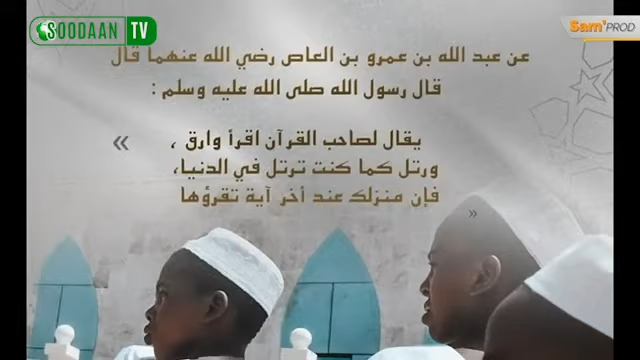 SOODAAN TV
Sam'PROD
عن عبد الله بن عمرو بن العاص رضي الله عنهما قال
قال رسول الله صلى الله عليه وسلم :
« يقال لصاحب القرآن اقرأ وارق ،
ورتل كما كنت ترتل في الدنيا،
فإن منزلك عند أخر آية تقرؤها »